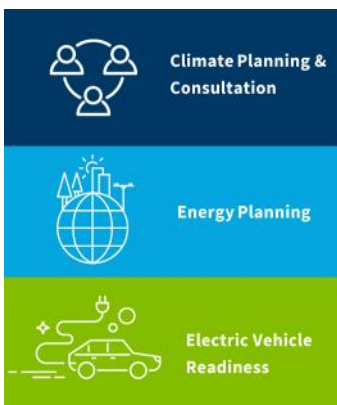 Climate Planning &
Consultation
Energy Planning
Electric Vehicle
Readiness